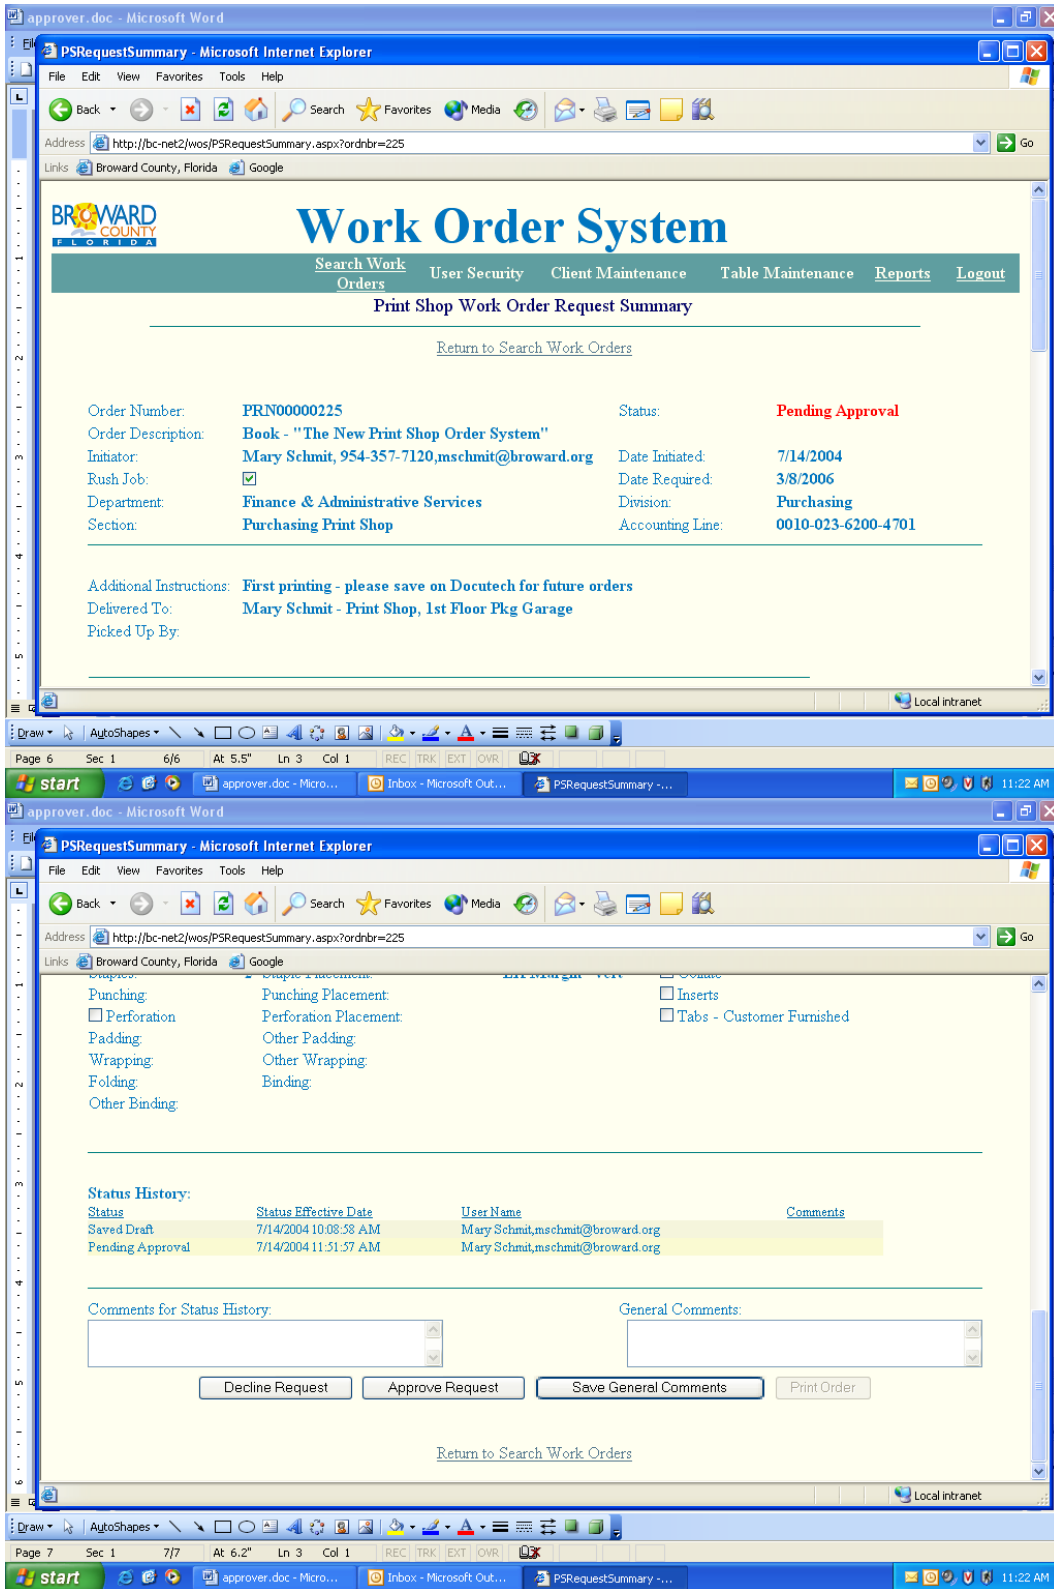 approver.doc - Microsoft Word
PSRequestSummary - Microsoft Internet Explorer
File Edit View Favorites Tools Help
Back Search Favorites Media
Address http://bc-net2/wos/PSRequestSummary.aspx?ordnbr=225 Go
Links Broward County, Florida Google
BROWARD COUNTY FLORIDA
Work Order System
Search Work Orders User Security Client Maintenance Table Maintenance Reports Logout
Print Shop Work Order Request Summary
Return to Search Work Orders
Order Number: PRN00000225 Status: Pending Approval
Order Description: Book - "The New Print Shop Order System"
Initiator: Mary Schmit, 954-357-7120,mschmit@broward.org Date Initiated: 7/14/2004
Rush Job: Date Required: 3/8/2006
Department: Finance & Administrative Services Division: Purchasing
Section: Purchasing Print Shop Accounting Line: 0010-023-6200-4701
Additional Instructions: First printing - please save on Docutech for future orders
Delivered To: Mary Schmit - Print Shop, 1st Floor Pkg Garage
Picked Up By:
Local intranet
Draw AutoShapes
Page 6 Sec 1 6/6 At 5.5" Ln 3 Col 1 REC TRK EXT OVR
start approver.doc - Micro... Inbox - Microsoft Out... PSRequestSummary -... 11:22 AM
approver.doc - Microsoft Word
PSRequestSummary - Microsoft Internet Explorer
File Edit View Favorites Tools Help
Back Search Favorites Media
Address http://bc-net2/wos/PSRequestSummary.aspx?ordnbr=225 Go
Links Broward County, Florida Google
Staples: 2 Staple Placement: LH Margin - Vert Collate
Punching: Punching Placement: Inserts
Perforation Perforation Placement: Tabs - Customer Furnished
Padding: Other Padding:
Wrapping: Other Wrapping:
Folding: Binding:
Other Binding:
Status History:
Status Status Effective Date User Name Comments
Saved Draft 7/14/2004 10:08:58 AM Mary Schmit,mschmit@broward.org
Pending Approval 7/14/2004 11:51:57 AM Mary Schmit,mschmit@broward.org
Comments for Status History: General Comments:
Decline Request Approve Request Save General Comments Print Order
Return to Search Work Orders
Local intranet
Draw AutoShapes
Page 7 Sec 1 7/7 At 6.2" Ln 3 Col 1 REC TRK EXT OVR
start approver.doc - Micro... Inbox - Microsoft Out... PSRequestSummary -... 11:22 AM